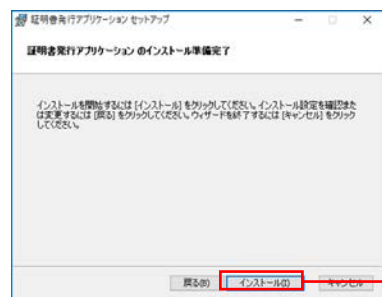 証明書発行アプリケーション セットアップ
証明書発行アプリケーション のインストール準備完了
インストールを開始するには [インストール] をクリックしてください。インストール設定を確認また
は変更するには [戻る] をクリックしてください。ウィザードを終了するには [キャンセル] をクリック
してください。
戻る(B) インストール(I) キャンセル